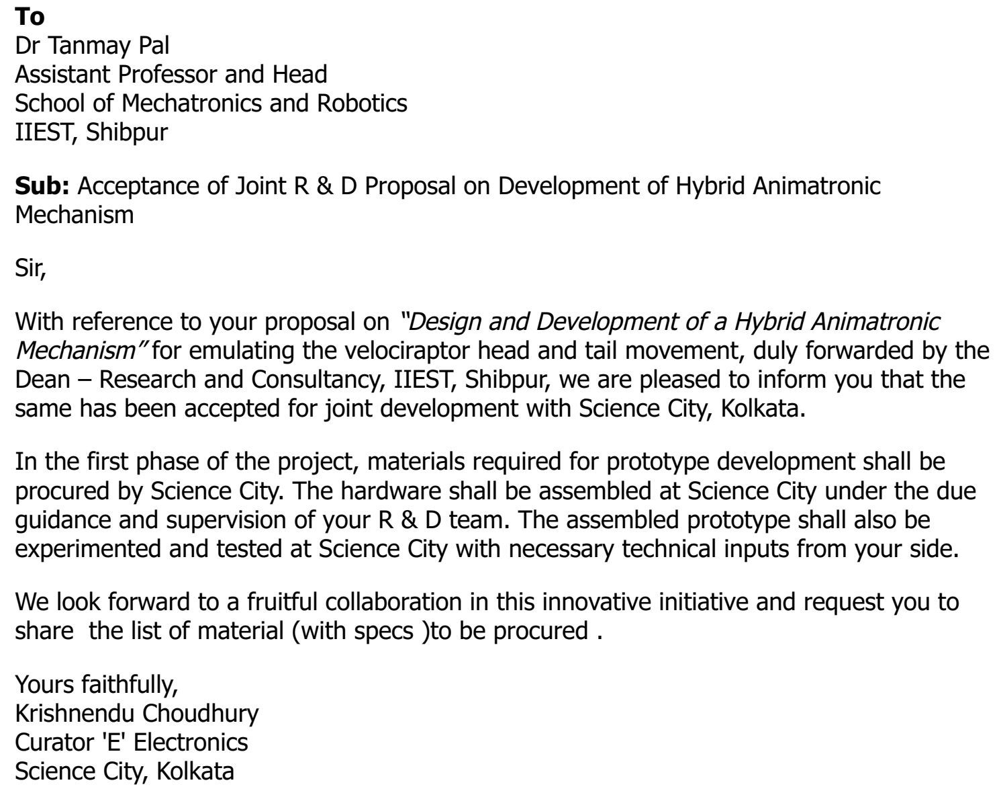 To
Dr Tanmay Pal
Assistant Professor and Head
School of Mechatronics and Robotics
IIEST, Shibpur
Sub: Acceptance of Joint R & D Proposal on Development of Hybrid Animatronic
Mechanism
Sir,
With reference to your proposal on “Design and Development of a Hybrid Animatronic
Mechanism” for emulating the velociraptor head and tail movement, duly forwarded by the
Dean – Research and Consultancy, IIEST, Shibpur, we are pleased to inform you that the
same has been accepted for joint development with Science City, Kolkata.
In the first phase of the project, materials required for prototype development shall be
procured by Science City. The hardware shall be assembled at Science City under the due
guidance and supervision of your R & D team. The assembled prototype shall also be
experimented and tested at Science City with necessary technical inputs from your side.
We look forward to a fruitful collaboration in this innovative initiative and request you to
share  the list of material (with specs )to be procured .
Yours faithfully,
Krishnendu Choudhury
Curator 'E' Electronics
Science City, Kolkata